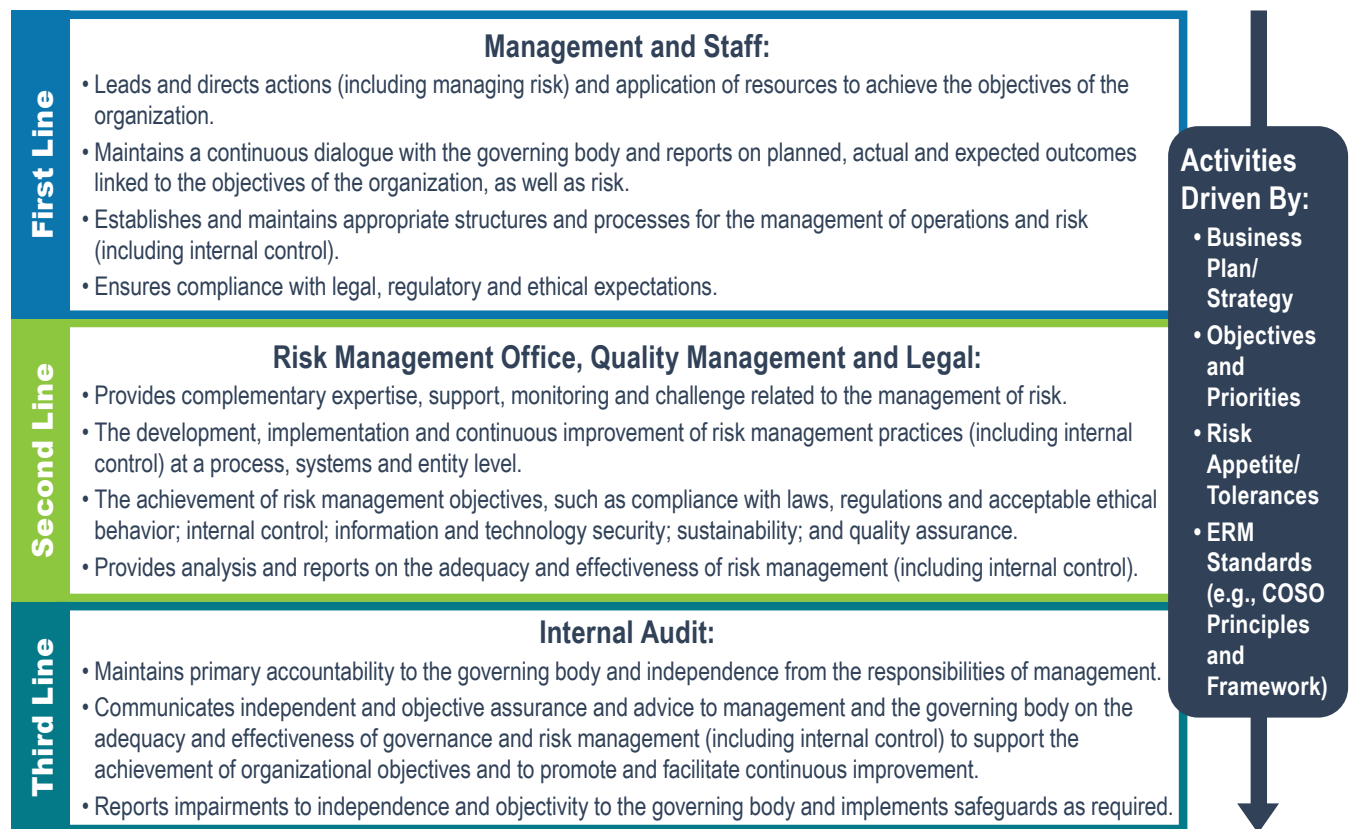 First Line
Management and Staff:
• Leads and directs actions (including managing risk) and application of resources to achieve the objectives of the
organization.
• Maintains a continuous dialogue with the governing body and reports on planned, actual and expected outcomes
linked to the objectives of the organization, as well as risk.
• Establishes and maintains appropriate structures and processes for the management of operations and risk
(including internal control).
• Ensures compliance with legal, regulatory and ethical expectations.
Second Line
Risk Management Office, Quality Management and Legal:
• Provides complementary expertise, support, monitoring and challenge related to the management of risk.
• The development, implementation and continuous improvement of risk management practices (including internal
control) at a process, systems and entity level.
• The achievement of risk management objectives, such as compliance with laws, regulations and acceptable ethical
behavior; internal control; information and technology security; sustainability; and quality assurance.
• Provides analysis and reports on the adequacy and effectiveness of risk management (including internal control).
Third Line
Internal Audit:
• Maintains primary accountability to the governing body and independence from the responsibilities of management.
• Communicates independent and objective assurance and advice to management and the governing body on the
adequacy and effectiveness of governance and risk management (including internal control) to support the
achievement of organizational objectives and to promote and facilitate continuous improvement.
• Reports impairments to independence and objectivity to the governing body and implements safeguards as required.
Activities
Driven By:
• Business
Plan/
Strategy
• Objectives
and
Priorities
• Risk
Appetite/
Tolerances
• ERM
Standards
(e.g., COSO
Principles
and
Framework)